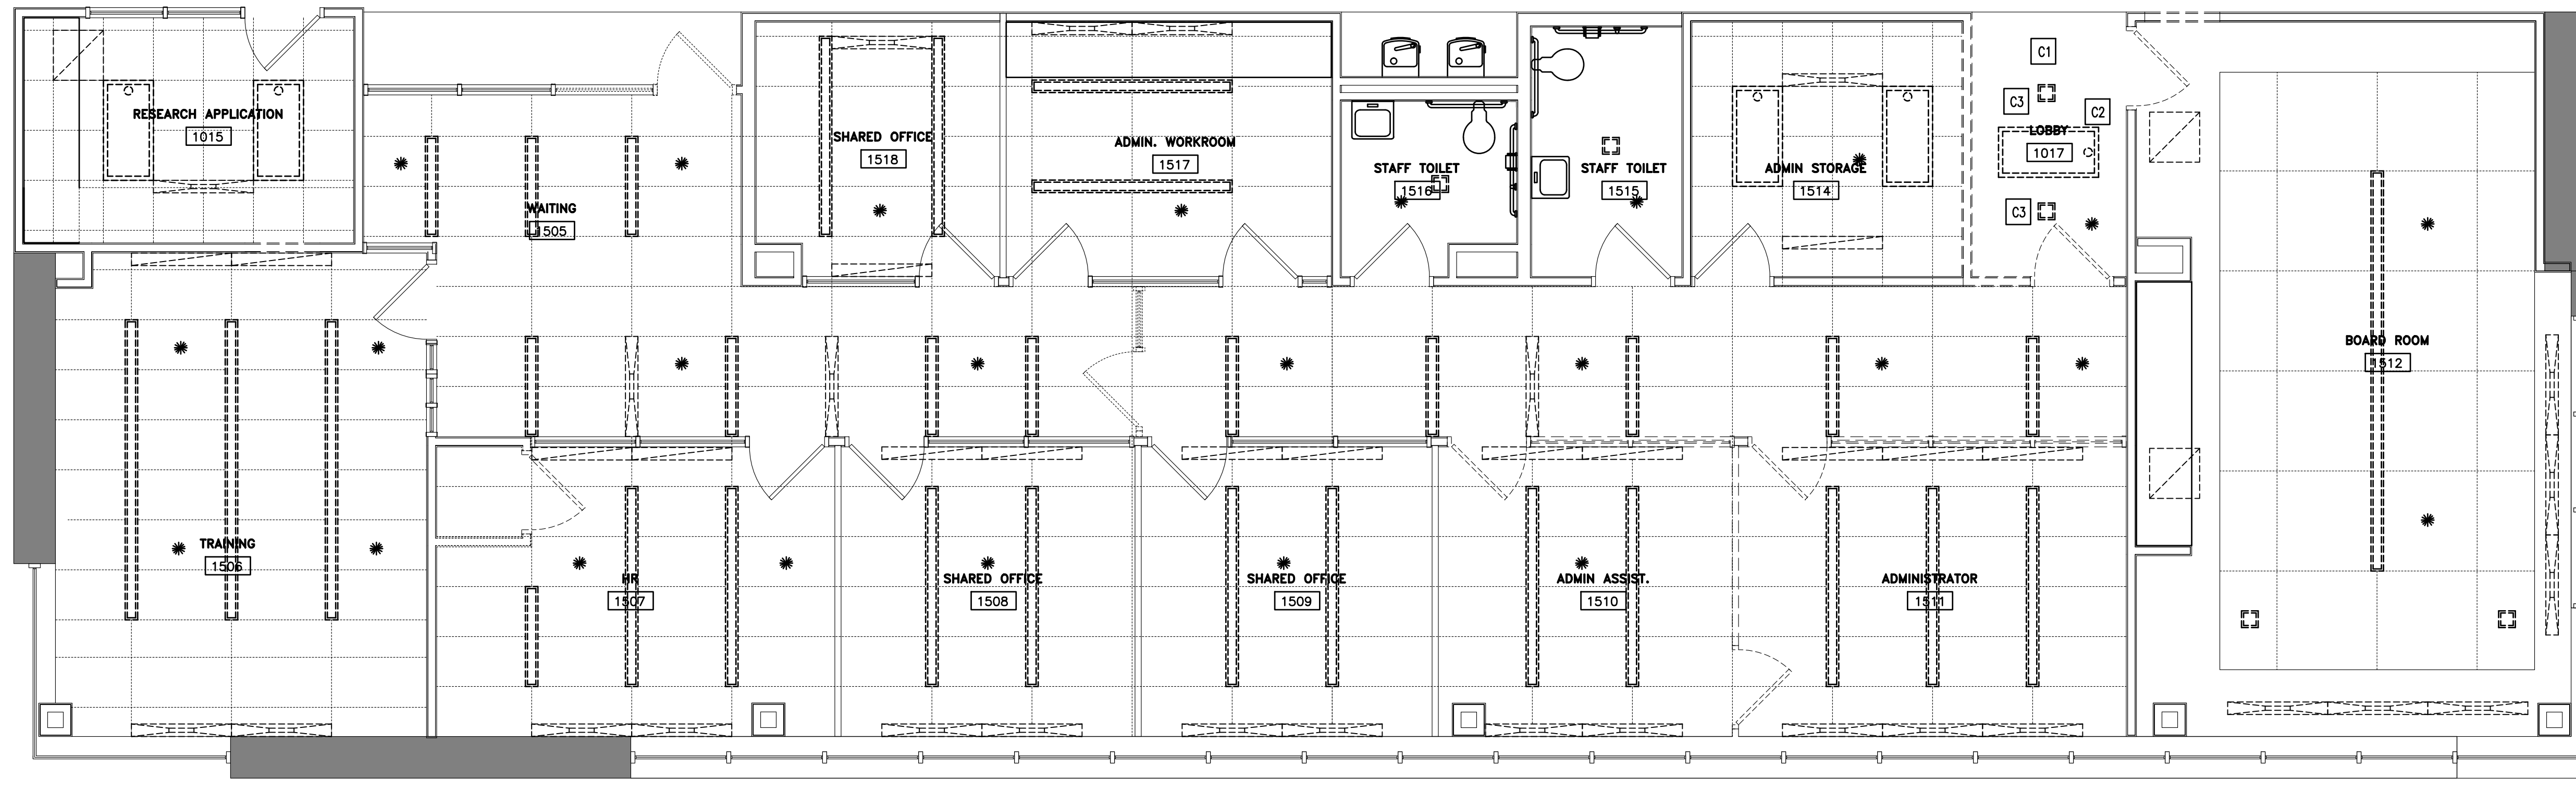 RESEARCH APPLICATION
1015
WAITING
1505
SHARED OFFICE
1518
ADMIN. WORKROOM
1517
STAFF TOILET
1516
STAFF TOILET
1515
ADMIN STORAGE
1514
C1
C3
C2
LOBBY
1017
C3
BOARD ROOM
1512
TRAINING
1506
HR
1507
SHARED OFFICE
1508
SHARED OFFICE
1509
ADMIN ASSIST.
1510
ADMINISTRATOR
1511